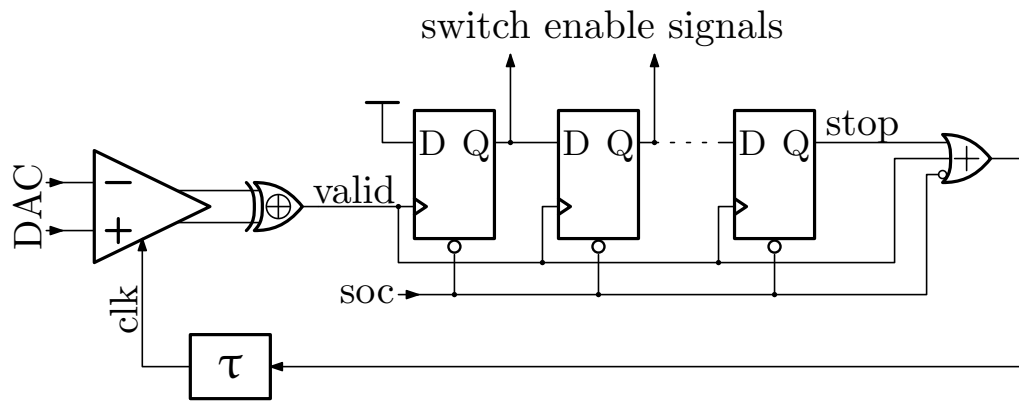 switch enable signals
D Q
D Q
D Q
stop
+
DAC
−
+
⊕
valid
soc
clk
τ